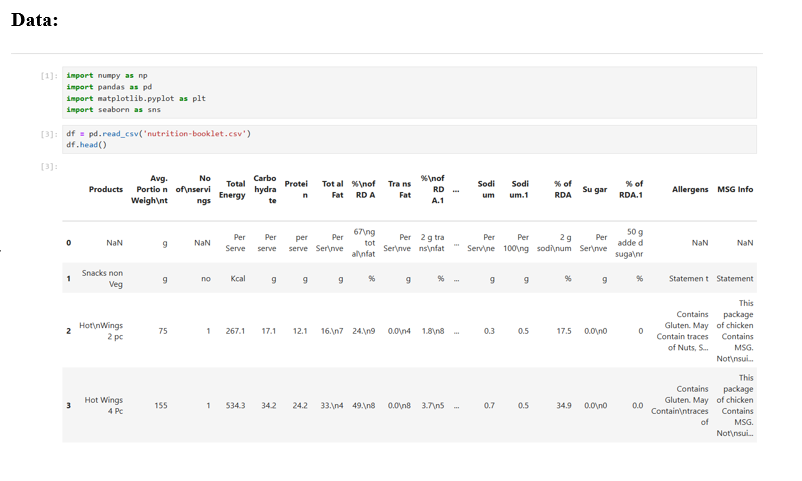 Data:
[1]: import numpy as np
import pandas as pd
import matplotlib.pyplot as plt
import seaborn as sns
[3]: df = pd.read_csv('nutrition-booklet.csv')
df.head()
[3]:
Products Avg. Portio n Weigh\nt No of\nservi ngs Total Energy Carbo hydra te Protei n Tot al Fat %\nof RD A Tra ns Fat %\nof RD A.1 ... Sodi um Sodi um.1 % of RDA Su gar % of RDA.1 Allergens MSG Info
0 NaN g NaN Per Serve Per serve per serve Per Ser\nve 67\ng tot al\nfat Per Ser\nve 2 g tra ns\nfat ... Per Serv\ne Per 100\ng 2 g sodi\num Per Ser\nve 50 g adde d suga\nr NaN NaN
1 Snacks non Veg g no Kcal g g g % g % ... g g % g % Statemen t Statement
2 Hot\nWings 2 pc 75 1 267.1 17.1 12.1 16.\n7 24.\n9 0.0\n4 1.8\n8 ... 0.3 0.5 17.5 0.0\n0 0 Contains Gluten. May Contain traces of Nuts, S... This package of chicken Contains MSG. Not\nsui...
3 Hot Wings 4 Pc 155 1 534.3 34.2 24.2 33.\n4 49.\n8 0.0\n8 3.7\n5 ... 0.7 0.5 34.9 0.0\n0 0.0 Contains Gluten. May Contain\ntraces of This package of chicken Contains MSG. Not\nsui...